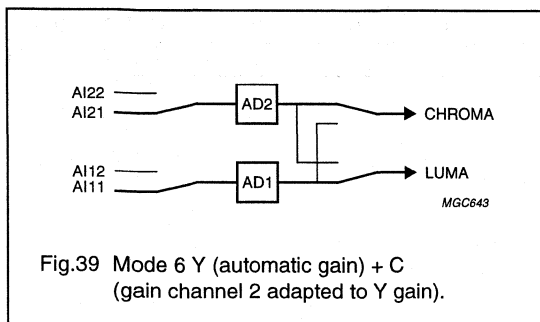 AI22
AI21
AD2
CHROMA
AI12
AI11
AD1
LUMA
MGC643
Fig.39 Mode 6 Y (automatic gain) + C
(gain channel 2 adapted to Y gain).